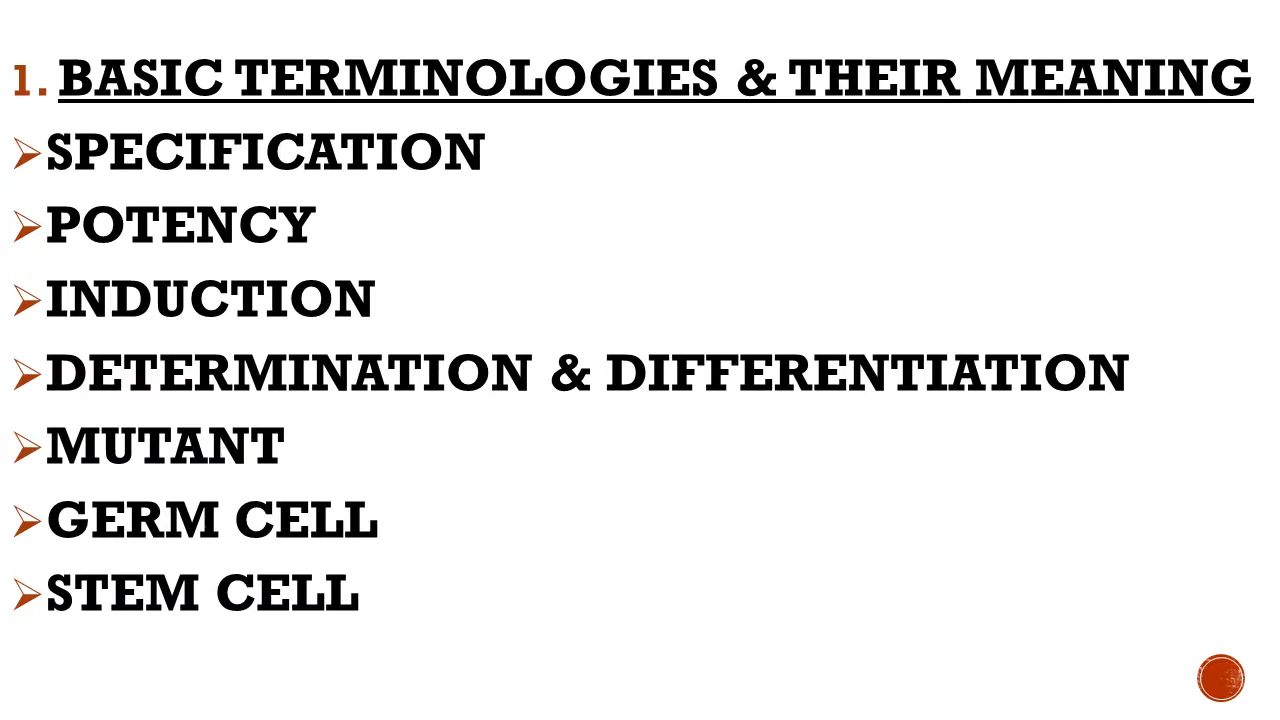 1. BASIC TERMINOLOGIES & THEIR MEANING
➢SPECIFICATION
➢POTENCY
➢INDUCTION
➢DETERMINATION & DIFFERENTIATION
➢MUTANT
➢GERM CELL
➢STEM CELL